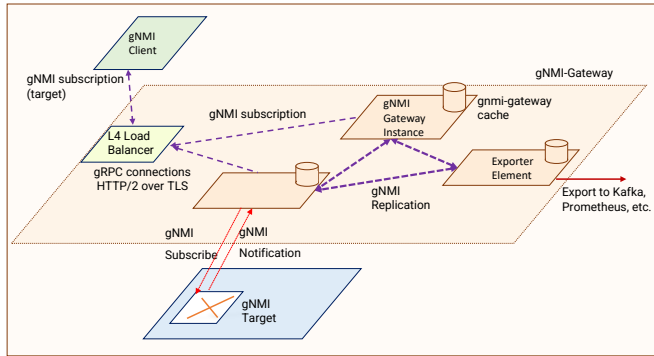 gNMI
Client
gNMI subscription
(target)
gNMI-Gateway
gNMI subscription
gNMI
Gateway
Instance
gnmi-gateway
cache
L4 Load
Balancer
Exporter
Element
gRPC connections
HTTP/2 over TLS
gNMI
Replication
Export to Kafka,
Prometheus, etc.
gNMI
Subscribe
gNMI
Notification
gNMI
Target